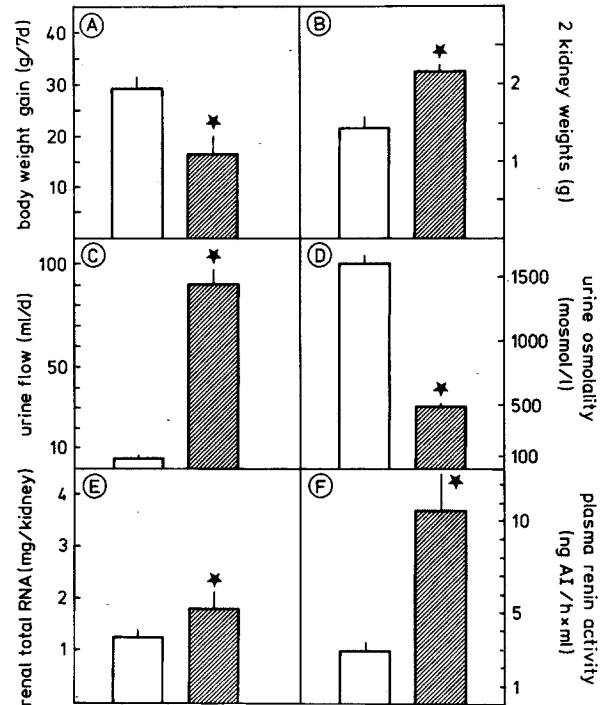 A
B
body weight gain (g/7d)
40
30
20
10
2 kidney weights (g)
2
1
C
D
urine flow (ml/d)
100
50
10
urine osmolality
(mosmol/l)
1500
1000
500
100
E
F
renal total RNA (mg/kidney)
4
3
2
1
plasma renin activity
(ng AI/h×ml)
10
5
1